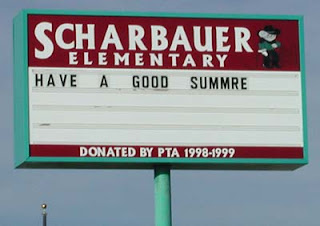 SCHARBAUER
ELEMENTARY
HAVE A GOOD SUMMRE
DONATED BY PTA 1998-1999